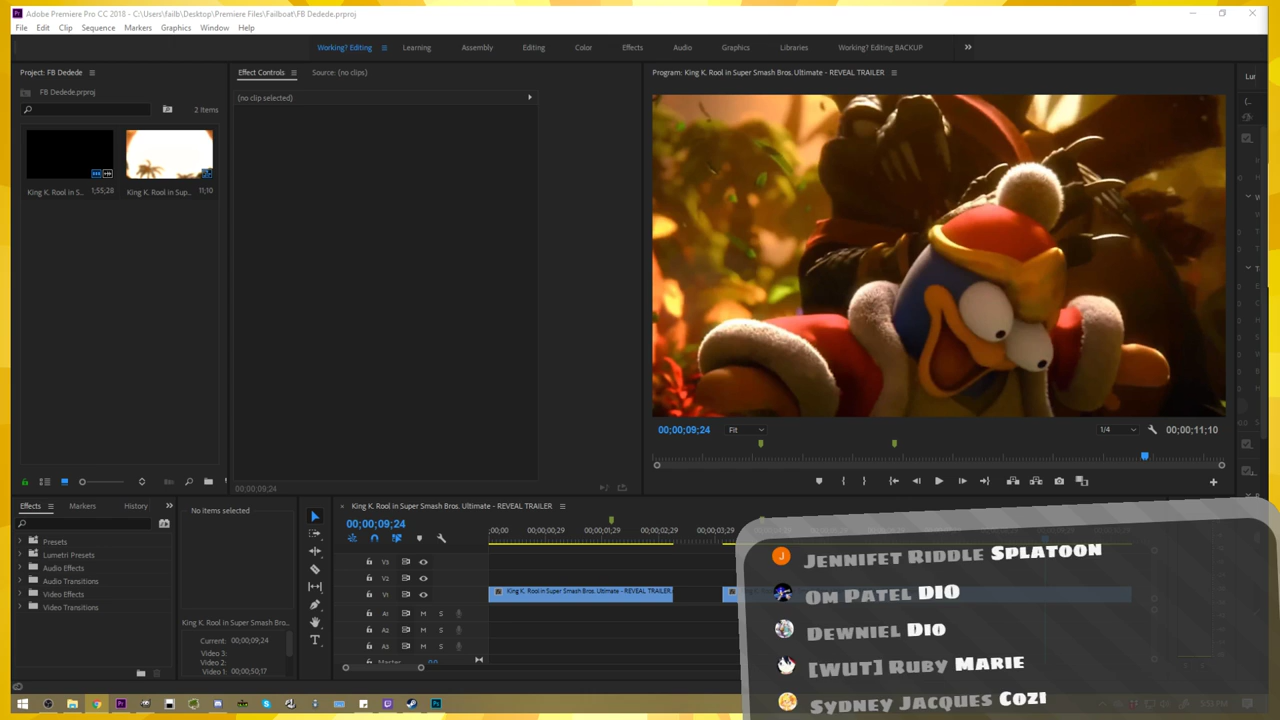 Adobe Premiere Pro CC 2018 - C:\Users\failb\Desktop\Premiere Files\Failboat\FB Dedede.prproj
File Edit Clip Sequence Markers Graphics Window Help
Working? Editing Learning Assembly Editing Color Effects Audio Graphics Libraries Working? Editing BACKUP
Project: FB Dedede
Effect Controls
Source: (no clips)
Program: King K. Rool in Super Smash Bros. Ultimate - REVEAL TRAILER
Lur
FB Dedede.prproj
(no clip selected)
2 Items
King K. Rool in S... 1;55;28
King K. Rool in Sup... 11;10
00;00;09;24
Fit
1/4
00;00;11;10
00;00;09;24
Effects Markers History
No items selected
King K. Rool in Super Smash Bros. Ultimate - REVEAL TRAILER
00;00;09;24
;00;00 00;00;00;29 00;00;01;29 00;00;02;29 00;00;03;29
Presets
Lumetri Presets
Audio Effects
Audio Transitions
Video Effects
Video Transitions
V3
V2
V1
King K. Rool in Super Smash Bros. Ultimate - REVEAL TRAILER
A1 M S
A2 M S
A3 M S
Master 0.0
King K. Rool in Super Smash Bro...
Current: 00;00;09;24
Video 3:
Video 2:
Video 1: 00;00;50;17
J
Jennifet Riddle Splatoon
Om Patel DIO
Dewniel Dio
[WUT] Ruby Marie
Sydney Jacques Cozi